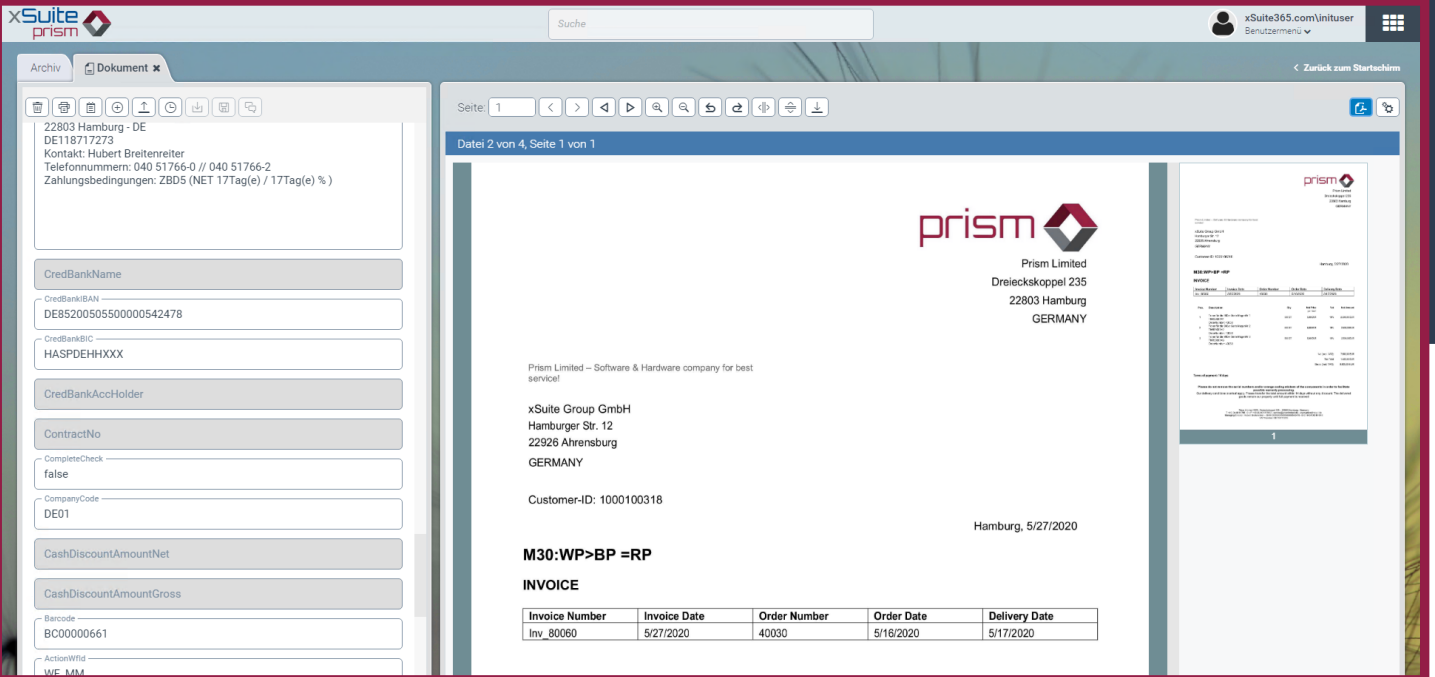 xSuite
prism
Suche
xSuite365.com\inituser
Benutzermenü
Archiv
Dokument
Zurück zum Startschirm
22803 Hamburg - DE
DE118717273
Kontakt: Hubert Breitenreiter
Telefonnummern: 040 51766-0 // 040 51766-2
Zahlungsbedingungen: ZBD5 (NET 17Tag(e) / 17Tag(e) % )
CredBankName
CredBankIBAN
DE85200505500000542478
CredBankBIC
HASPDEHHXXX
CredBankAccHolder
ContractNo
CompleteCheck
false
CompanyCode
DE01
CashDiscountAmountNet
CashDiscountAmountGross
Barcode
BC00000661
ActionWfId
WF_MM
Seite: 1
Datei 2 von 4, Seite 1 von 1
prism
Prism Limited
Dreieckskoppel 235
22803 Hamburg
GERMANY
Prism Limited – Software & Hardware company for best
service!
xSuite Group GmbH
Hamburger Str. 12
22926 Ahrensburg
GERMANY
Customer-ID: 1000100318
Hamburg, 5/27/2020
M30:WP>BP =RP
INVOICE
Invoice Number Invoice Date Order Number Order Date Delivery Date
Inv_80060 5/27/2020 40030 5/16/2020 5/17/2020
prism
M30:WP>BP =RP
INVOICE
1